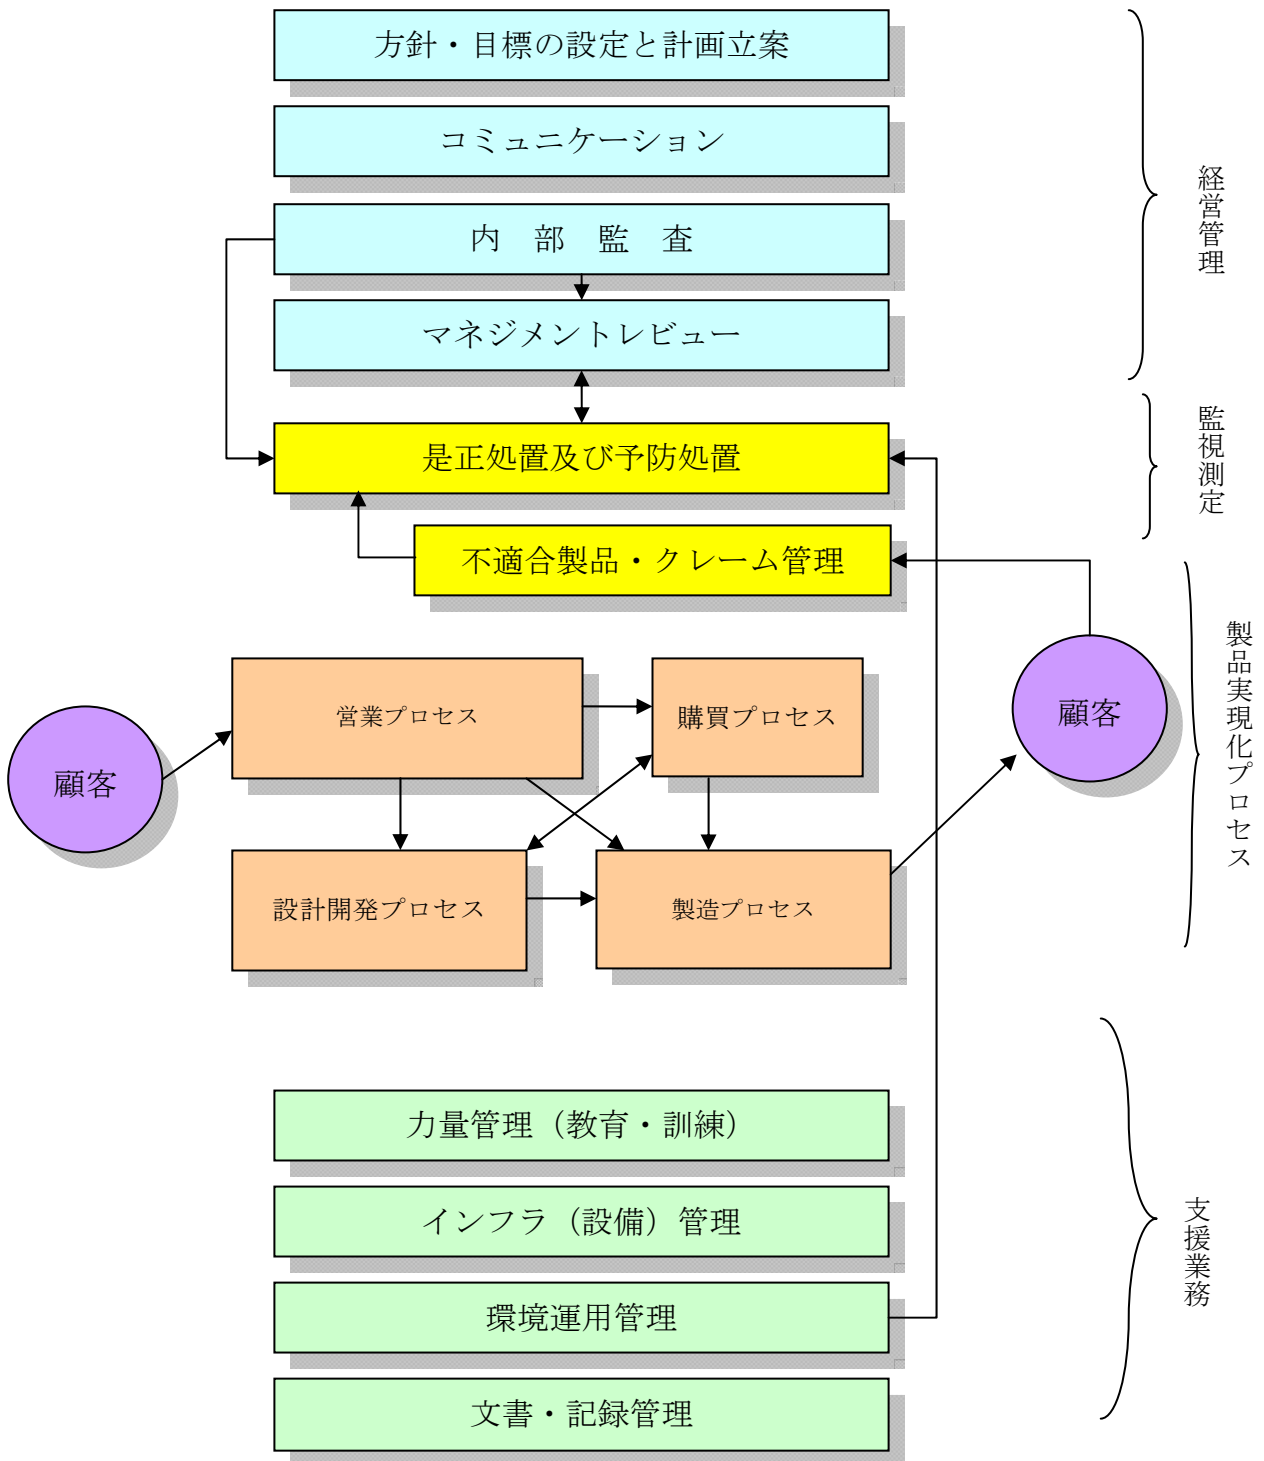 方針・目標の設定と計画立案
コミュニケーション
内　部　監　査
マネジメントレビュー
経営管理
是正処置及び予防処置
監視測定
不適合製品・クレーム管理
営業プロセス
購買プロセス
顧客
顧客
設計開発プロセス
製造プロセス
製品実現化プロセス
力量管理（教育・訓練）
インフラ（設備）管理
環境運用管理
文書・記録管理
支援業務